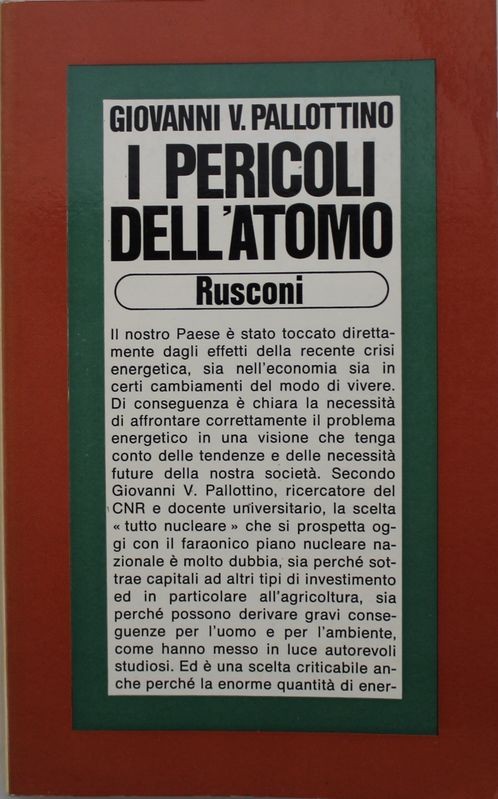 GIOVANNI V. PALLOTTINO
I PERICOLI
DELL'ATOMO
Rusconi
Il nostro Paese è stato toccato diretta-
mente dagli effetti della recente crisi
energetica, sia nell'economia sia in
certi cambiamenti del modo di vivere.
Di conseguenza è chiara la necessità
di affrontare correttamente il problema
energetico in una visione che tenga
conto delle tendenze e delle necessità
future della nostra società. Secondo
Giovanni V. Pallottino, ricercatore del
CNR e docente universitario, la scelta
« tutto nucleare » che si prospetta og-
gi con il faraonico piano nucleare na-
zionale è molto dubbia, sia perché sot-
trae capitali ad altri tipi di investimento
ed in particolare all'agricoltura, sia
perché possono derivare gravi conse-
guenze per l'uomo e per l'ambiente,
come hanno messo in luce autorevoli
studiosi. Ed è una scelta criticabile an-
che perché la enorme quantità di ener-